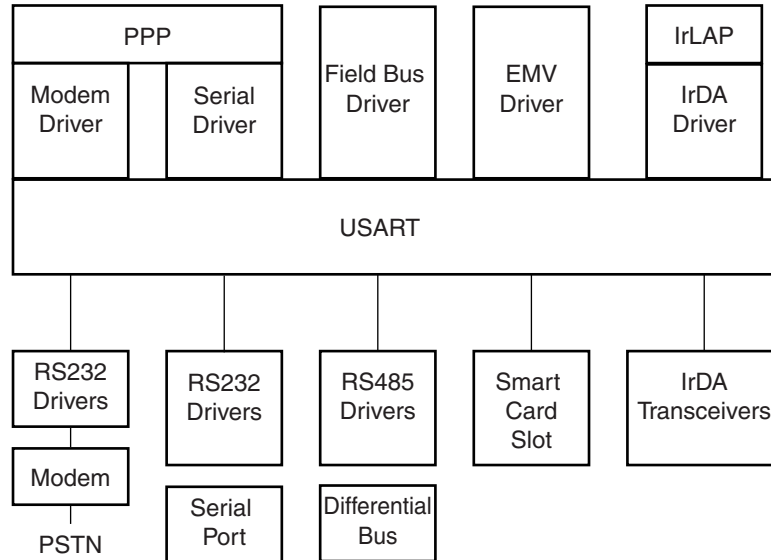 PPP
Modem
Driver
Serial
Driver
Field Bus
Driver
EMV
Driver
IrLAP
IrDA
Driver
USART
RS232
Drivers
Modem
PSTN
RS232
Drivers
Serial
Port
RS485
Drivers
Differential
Bus
Smart
Card
Slot
IrDA
Transceivers